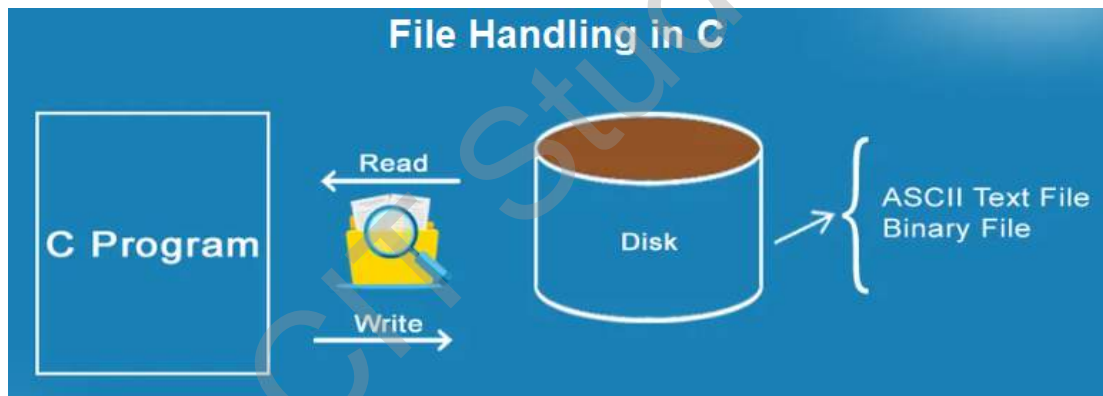 File Handling in C
C Program
Read
Write
Disk
ASCII Text File
Binary File